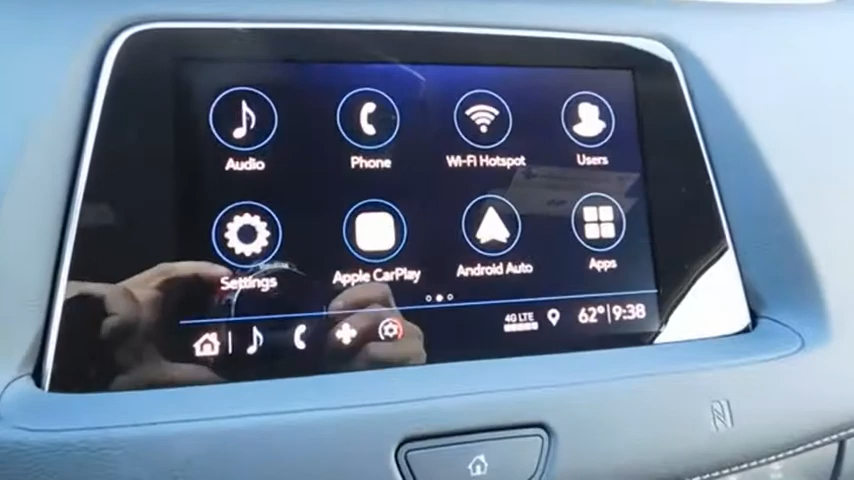 Audio
Phone
Wi-Fi Hotspot
Users
Settings
Apple CarPlay
Android Auto
Apps
4G LTE
62° 9:38